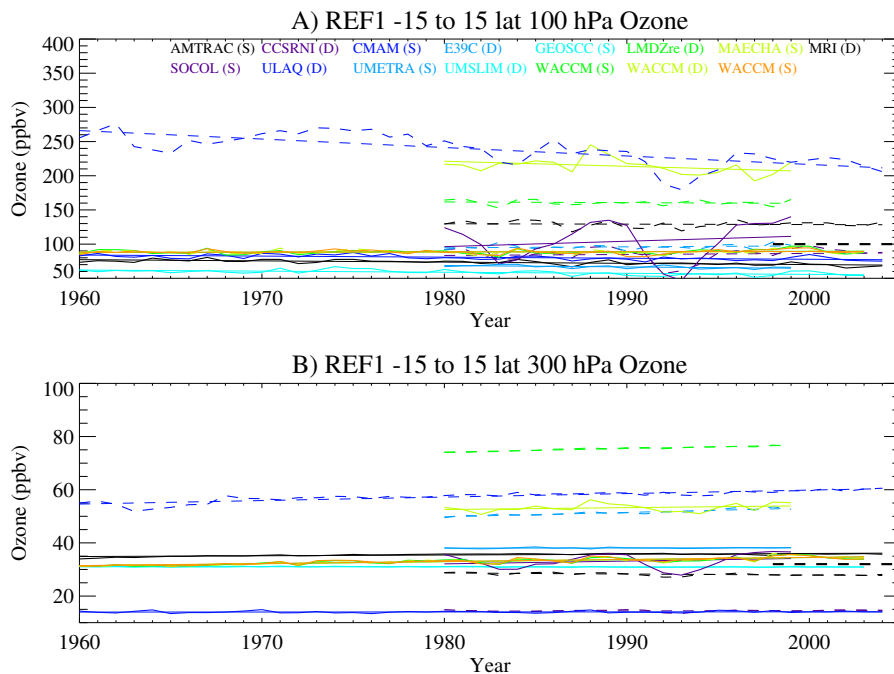 A) REF1 -15 to 15 lat 100 hPa Ozone
AMTRAC (S) CCSRNI (D) CMAM (S) E39C (D) GEOSCC (S) LMDZre (D) MAECHA (S) MRI (D)
SOCOL (S) ULAQ (D) UMETRA (S) UMSLIM (D) WACCM (S) WACCM (D) WACCM (S)
400
350
300
250
200
150
100
50
Ozone (ppbv)
1960 1970 1980 1990 2000
Year
B) REF1 -15 to 15 lat 300 hPa Ozone
100
80
60
40
20
Ozone (ppbv)
1960 1970 1980 1990 2000
Year